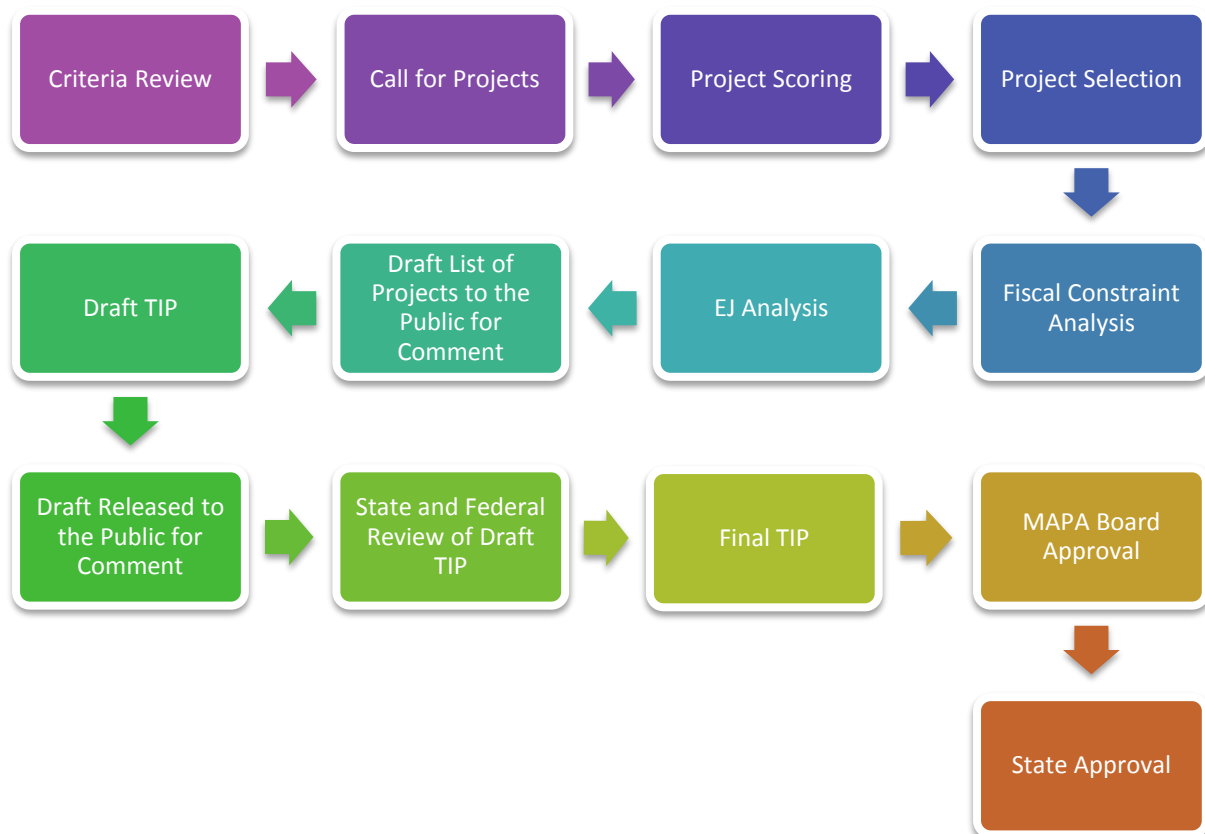 Criteria Review
Call for Projects
Project Scoring
Project Selection
Fiscal Constraint
Analysis
EJ Analysis
Draft List of
Projects to the
Public for
Comment
Draft TIP
Draft Released to
the Public for
Comment
State and Federal
Review of Draft
TIP
Final TIP
MAPA Board
Approval
State Approval